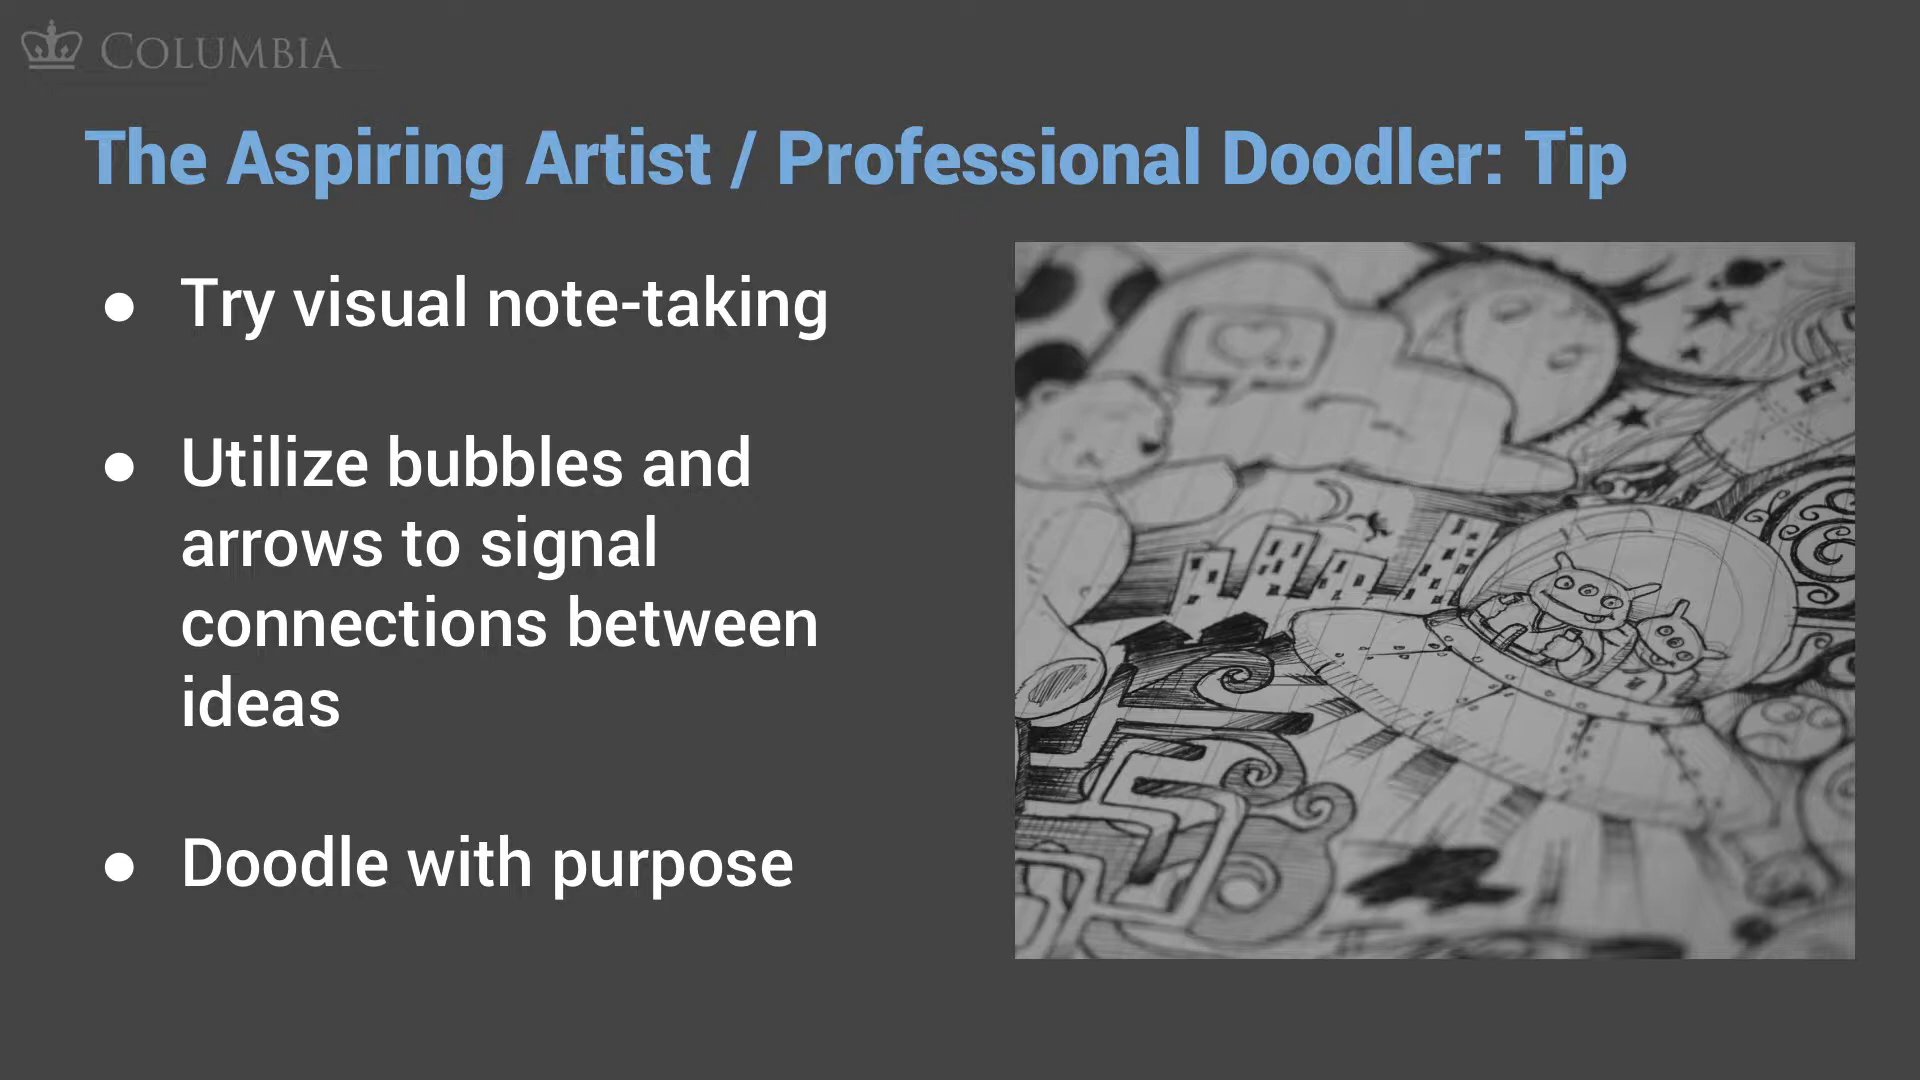 COLUMBIA
The Aspiring Artist / Professional Doodler: Tip
● Try visual note-taking
● Utilize bubbles and
arrows to signal
connections between
ideas
● Doodle with purpose